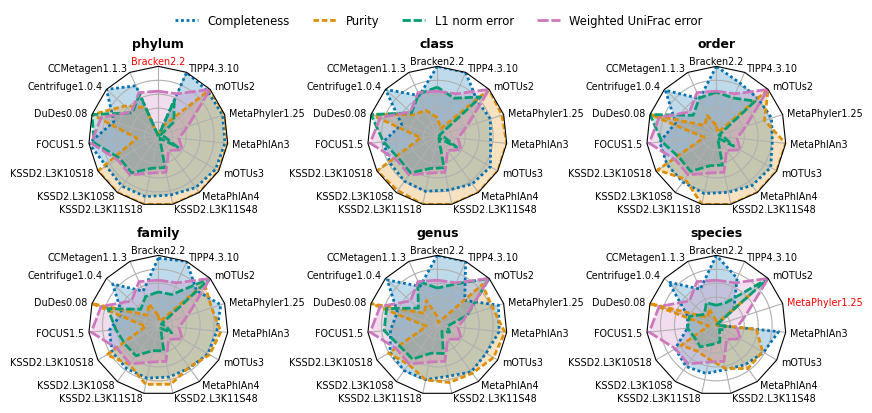 Completeness Purity L1 norm error Weighted UniFrac error
phylum class order
Bracken2.2 TIPP4.3.10 mOTUs2 MetaPhyler1.25 MetaPhlAn3 mOTUs3 MetaPhlAn4 KSSD2.L3K11S48 KSSD2.L3K11S18 KSSD2.L3K10S8 KSSD2.L3K10S18 FOCUS1.5 DuDes0.08 Centrifuge1.0.4 CCMetagen1.1.3
Bracken2.2 TIPP4.3.10 mOTUs2 MetaPhyler1.25 MetaPhlAn3 mOTUs3 MetaPhlAn4 KSSD2.L3K11S48 KSSD2.L3K11S18 KSSD2.L3K10S8 KSSD2.L3K10S18 FOCUS1.5 DuDes0.08 Centrifuge1.0.4 CCMetagen1.1.3
Bracken2.2 TIPP4.3.10 mOTUs2 MetaPhyler1.25 MetaPhlAn3 mOTUs3 MetaPhlAn4 KSSD2.L3K11S48 KSSD2.L3K11S18 KSSD2.L3K10S8 KSSD2.L3K10S18 FOCUS1.5 DuDes0.08 Centrifuge1.0.4 CCMetagen1.1.3
family genus species
Bracken2.2 TIPP4.3.10 mOTUs2 MetaPhyler1.25 MetaPhlAn3 mOTUs3 MetaPhlAn4 KSSD2.L3K11S48 KSSD2.L3K11S18 KSSD2.L3K10S8 KSSD2.L3K10S18 FOCUS1.5 DuDes0.08 Centrifuge1.0.4 CCMetagen1.1.3
Bracken2.2 TIPP4.3.10 mOTUs2 MetaPhyler1.25 MetaPhlAn3 mOTUs3 MetaPhlAn4 KSSD2.L3K11S48 KSSD2.L3K11S18 KSSD2.L3K10S8 KSSD2.L3K10S18 FOCUS1.5 DuDes0.08 Centrifuge1.0.4 CCMetagen1.1.3
Bracken2.2 TIPP4.3.10 mOTUs2 MetaPhyler1.25 MetaPhlAn3 mOTUs3 MetaPhlAn4 KSSD2.L3K11S48 KSSD2.L3K11S18 KSSD2.L3K10S8 KSSD2.L3K10S18 FOCUS1.5 DuDes0.08 Centrifuge1.0.4 CCMetagen1.1.3